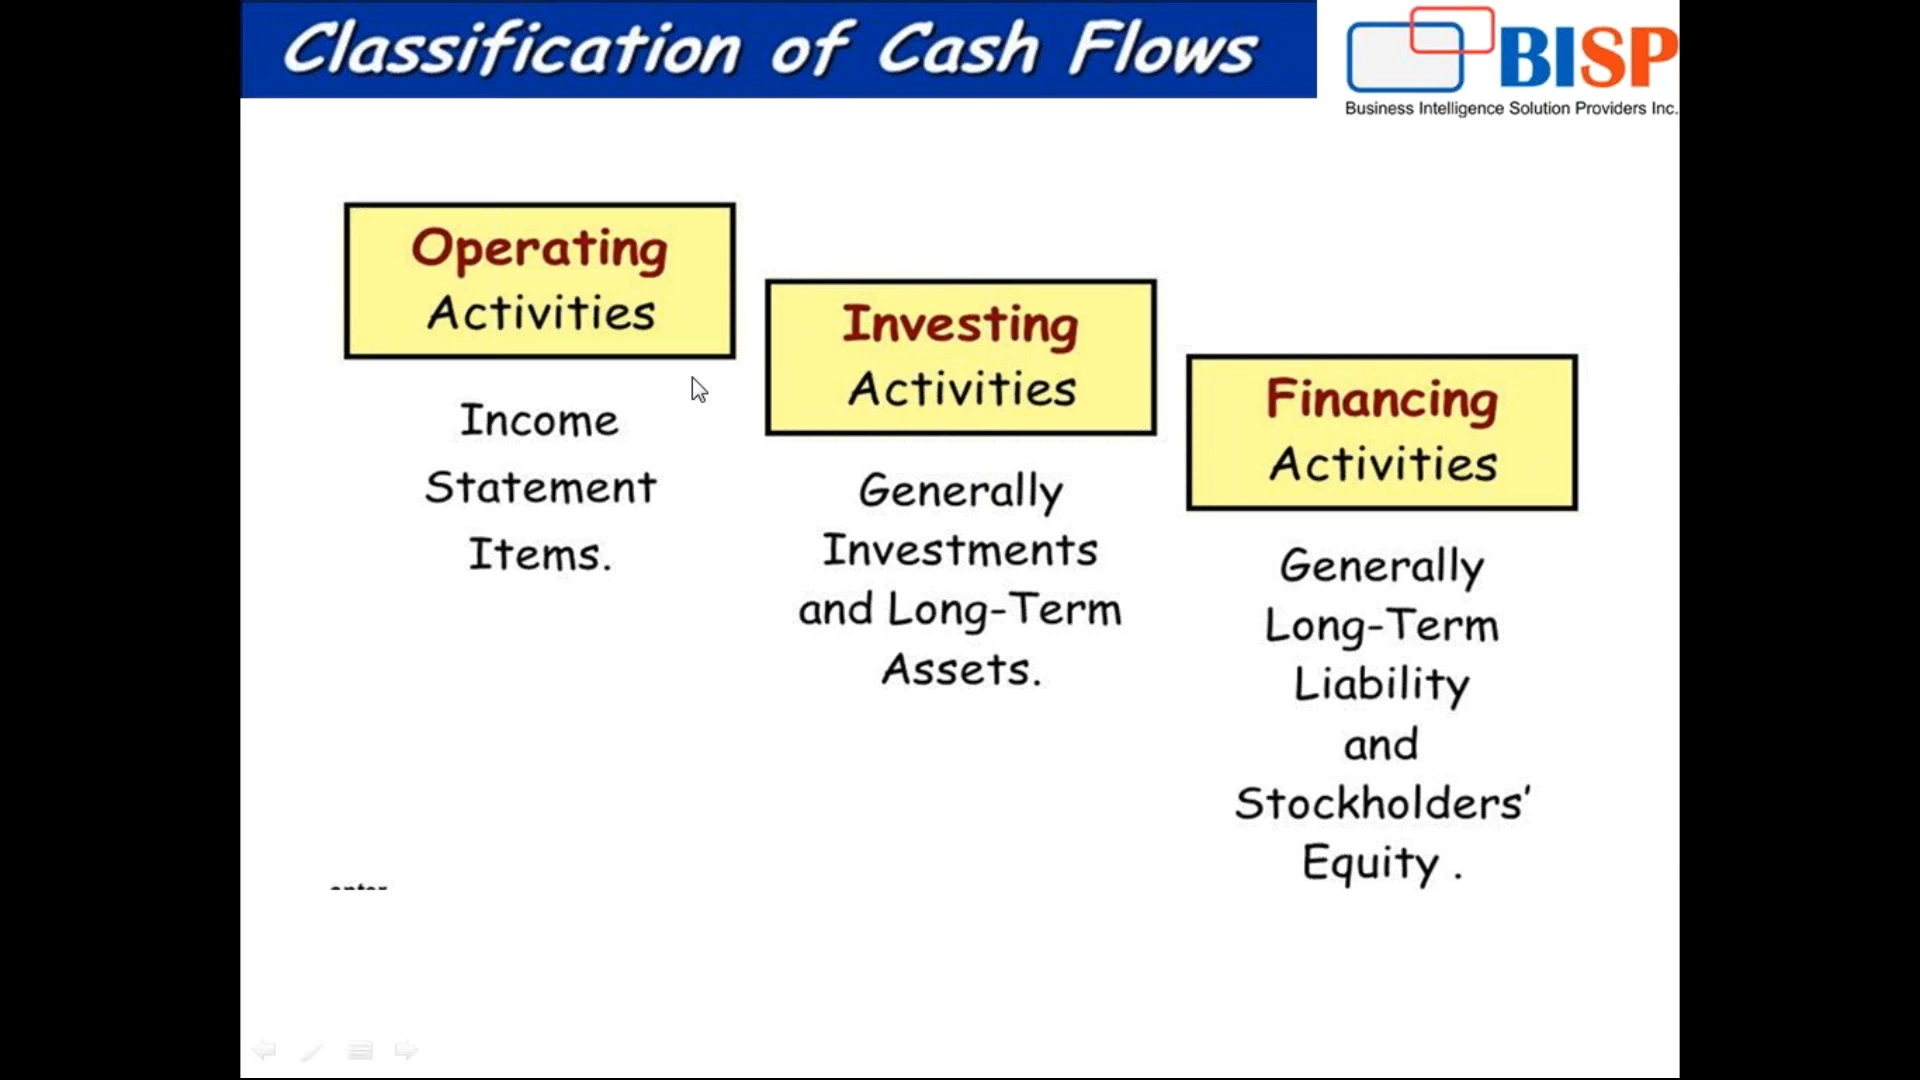 Classification of Cash Flows
BISP
Business Intelligence Solution Providers Inc.
Operating
Activities
Income
Statement
Items.
Investing
Activities
Generally
Investments
and Long-Term
Assets.
Financing
Activities
Generally
Long-Term
Liability
and
Stockholders’
Equity .